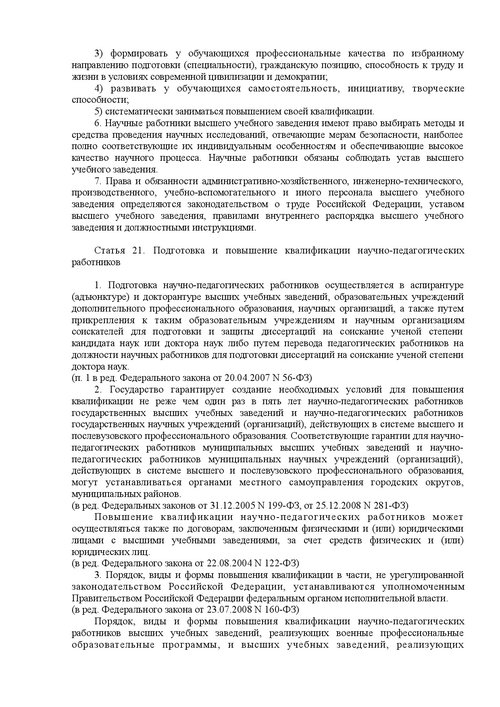 3) формировать у обучающихся профессиональные качества по избранному
направлению подготовки (специальности), гражданскую позицию, способность к труду и
жизни в условиях современной цивилизации и демократии;
4) развивать у обучающихся самостоятельность, инициативу, творческие
способности;
5) систематически заниматься повышением своей квалификации.
6. Научные работники высшего учебного заведения имеют право выбирать методы и
средства проведения научных исследований, отвечающие мерам безопасности, наиболее
полно соответствующие их индивидуальным особенностям и обеспечивающие высокое
качество научного процесса. Научные работники обязаны соблюдать устав высшего
учебного заведения.
7. Права и обязанности административно-хозяйственного, инженерно-технического,
производственного, учебно-вспомогательного и иного персонала высшего учебного
заведения определяются законодательством о труде Российской Федерации, уставом
высшего учебного заведения, правилами внутреннего распорядка высшего учебного
заведения и должностными инструкциями.
Статья 21. Подготовка и повышение квалификации научно-педагогических
работников
1. Подготовка научно-педагогических работников осуществляется в аспирантуре
(адъюнктуре) и докторантуре высших учебных заведений, образовательных учреждений
дополнительного профессионального образования, научных организаций, а также путем
прикрепления к таким образовательным учреждениям и научным организациям
соискателей для подготовки и защиты диссертаций на соискание ученой степени
кандидата наук или доктора наук либо путем перевода педагогических работников на
должности научных работников для подготовки диссертаций на соискание ученой степени
доктора наук.
(п. 1 в ред. Федерального закона от 20.04.2007 N 56-ФЗ)
2. Государство гарантирует создание необходимых условий для повышения
квалификации не реже чем один раз в пять лет научно-педагогических работников
государственных высших учебных заведений и научно-педагогических работников
государственных научных учреждений (организаций), действующих в системе высшего и
послевузовского профессионального образования. Соответствующие гарантии для научно-
педагогических работников муниципальных высших учебных заведений и научно-
педагогических работников муниципальных научных учреждений (организаций),
действующих в системе высшего и послевузовского профессионального образования,
могут устанавливаться органами местного самоуправления городских округов,
муниципальных районов.
(в ред. Федеральных законов от 31.12.2005 N 199-ФЗ, от 25.12.2008 N 281-ФЗ)
Повышение квалификации научно-педагогических работников может
осуществляться также по договорам, заключенным физическими и (или) юридическими
лицами с высшими учебными заведениями, за счет средств физических и (или)
юридических лиц.
(в ред. Федерального закона от 22.08.2004 N 122-ФЗ)
3. Порядок, виды и формы повышения квалификации в части, не урегулированной
законодательством Российской Федерации, устанавливаются уполномоченным
Правительством Российской Федерации федеральным органом исполнительной власти.
(в ред. Федерального закона от 23.07.2008 N 160-ФЗ)
Порядок, виды и формы повышения квалификации научно-педагогических
работников высших учебных заведений, реализующих военные профессиональные
образовательные программы, и высших учебных заведений, реализующих